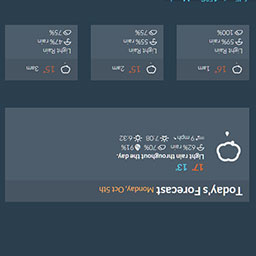 Today's Forecast Monday, Oct 5th
17° 13°
Light rain throughout the day.
62% rain 70% 91%
9 mph 7:08 6:32
16° 1am
Light Rain
59% rain
100%
15° 2am
Light Rain
55% rain
75%
15° 3am
Light Rain
47% rain
75%